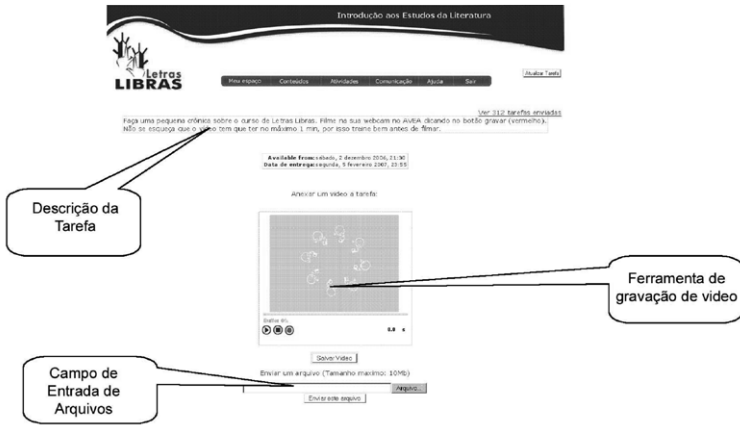 Introdução aos Estudos da Literatura
Letras
LIBRAS
Meu espaço Conteúdos Atividades Comunicação Ajuda Sair
Atualizar Tarefa
Ver 312 tarefas enviadas
Faça uma pequena crônica sobre o curso de Letras Libras. Filme na sua webcam no AVEA clicando no botão gravar (vermelho).
Não se esqueça que o vídeo tem que ter no máximo 1 min, por isso treine bem antes de filmar.
Available from: sábado, 2 dezembro 2006, 21:30
Data de entrega: segunda, 5 fevereiro 2007, 23:55
Descrição da
Tarefa
Anexar um video a tarefa:
Ferramenta de
gravação de video
Salvar Video
Campo de
Entrada de
Arquivos
Enviar um arquivo (Tamanho maximo: 10Mb)
Arquivo...
Enviar este arquivo